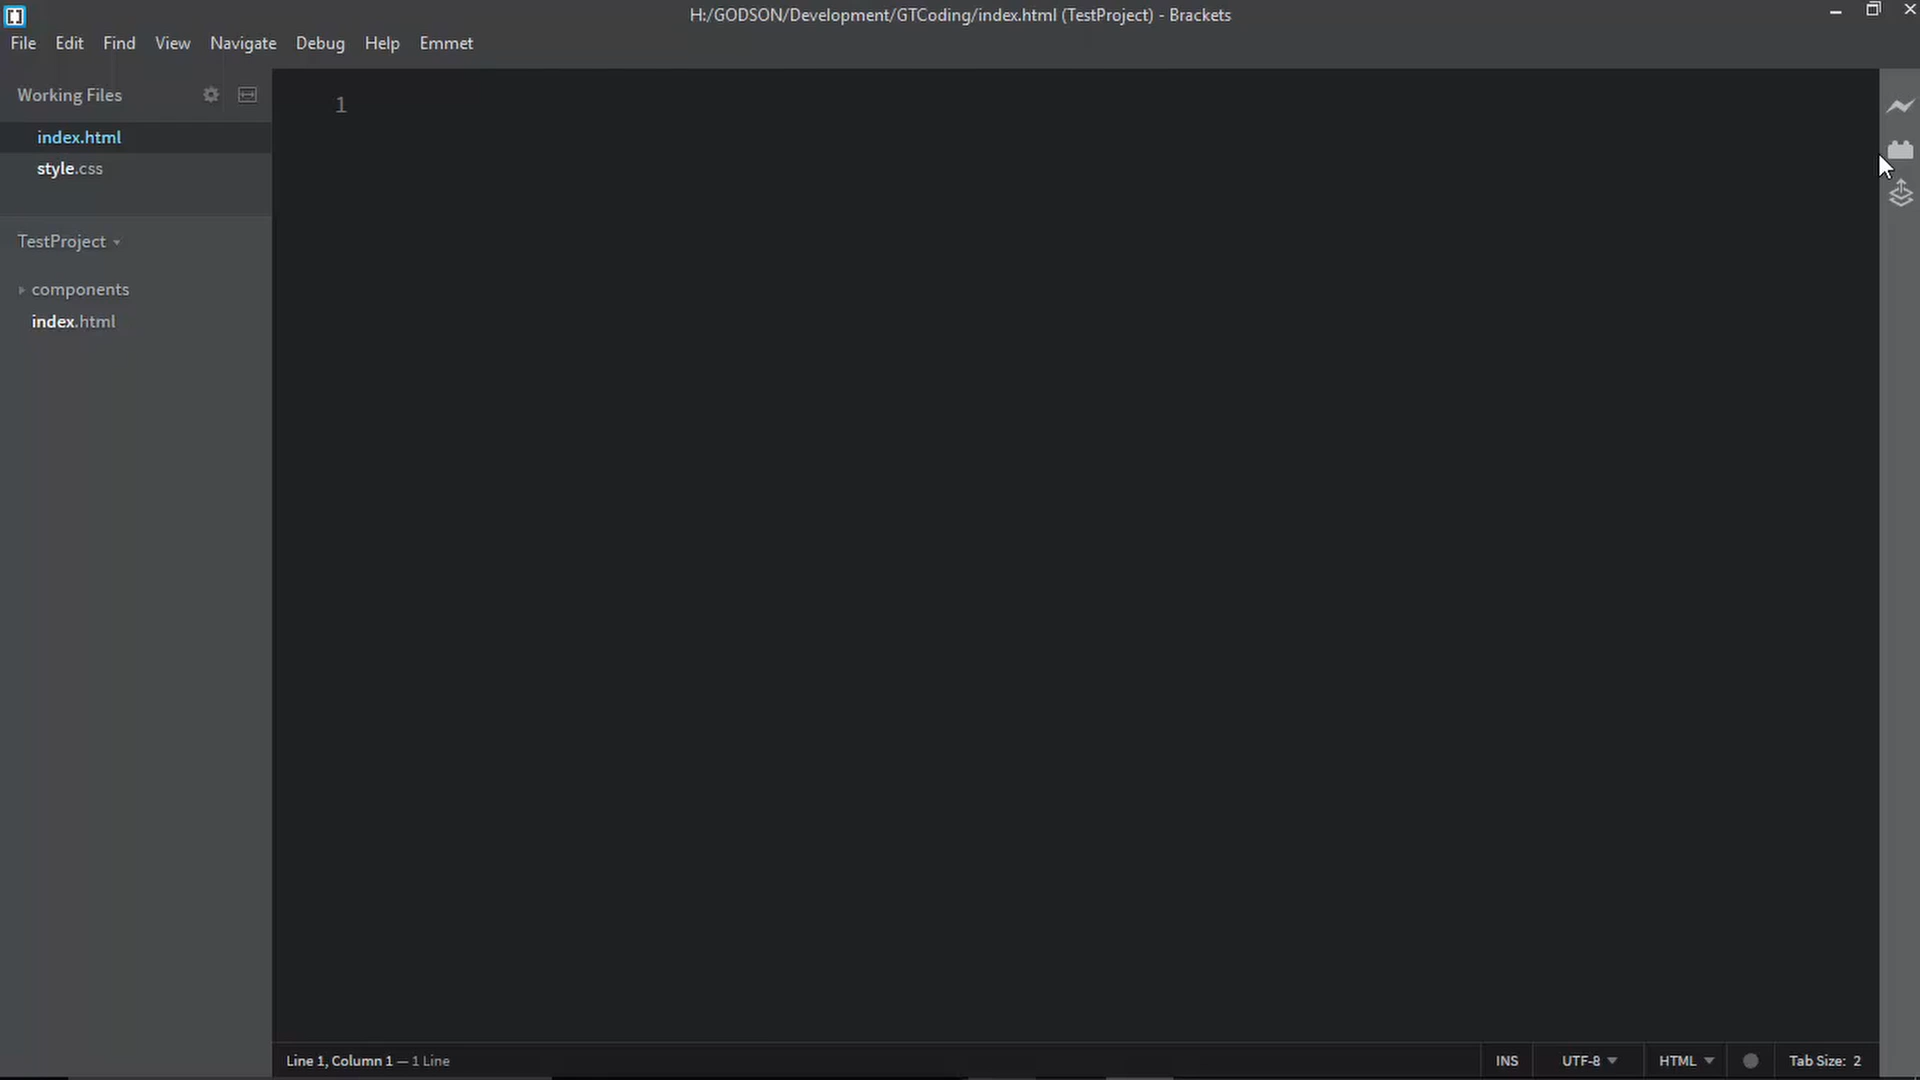 H:/GODSON/Development/GTCoding/index.html (TestProject) - Brackets
File Edit Find View Navigate Debug Help Emmet
Working Files
index.html
style.css
TestProject
components
index.html
1
Line 1, Column 1 — 1 Line
INS UTF-8 HTML Tab Size: 2